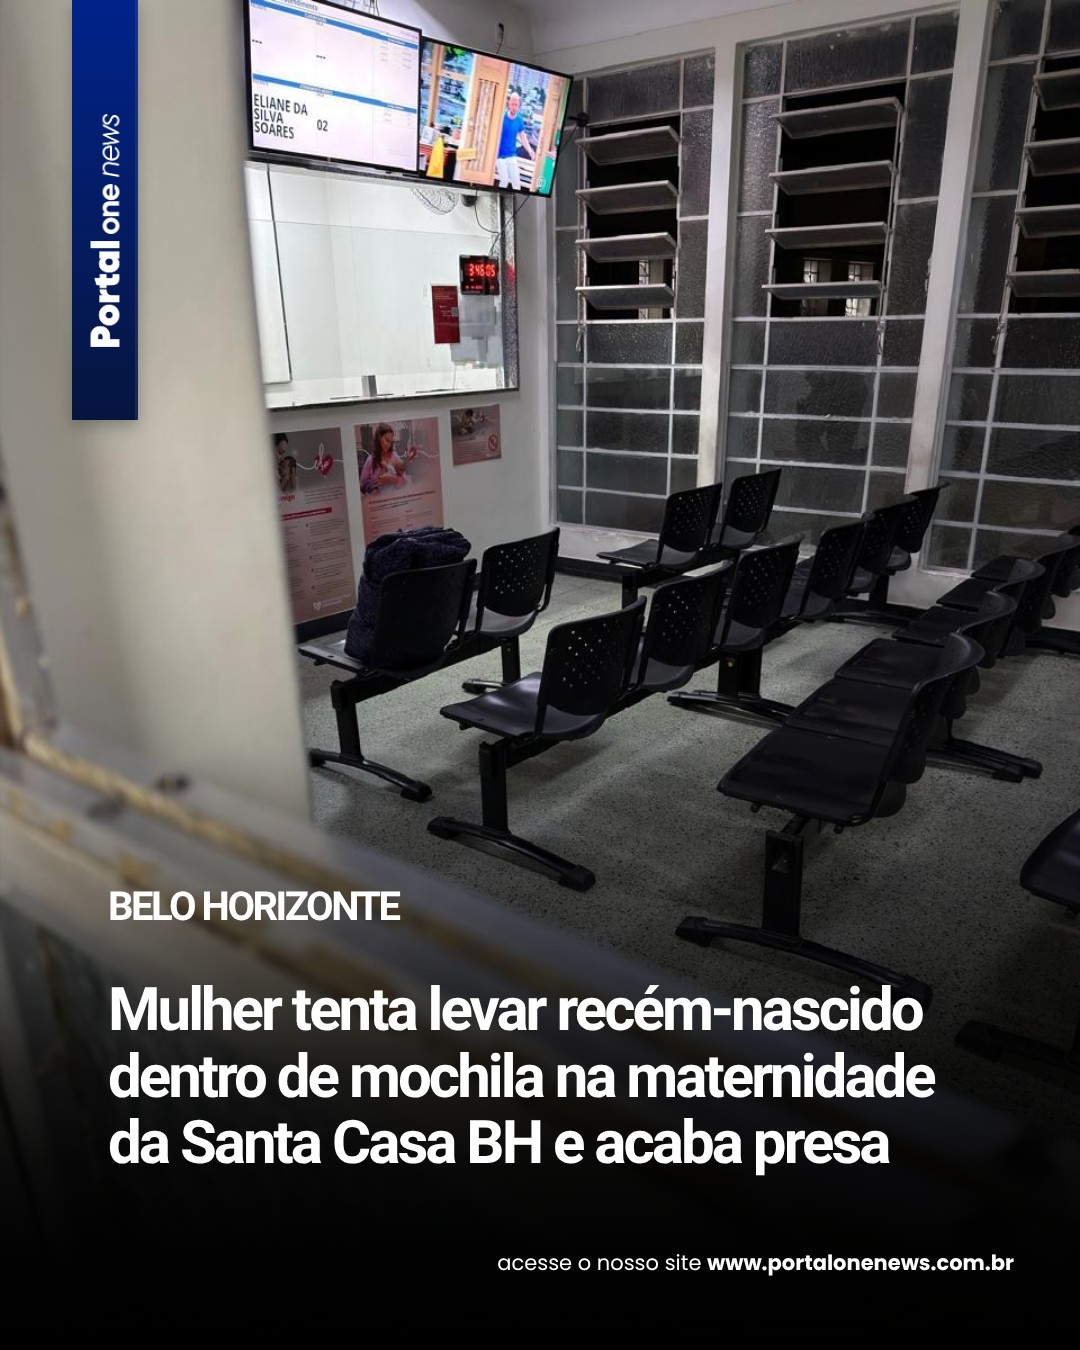 Portal one news
ELIANE DA
SILVA
SOARES
02
BELO HORIZONTE
Mulher tenta levar recém-nascido
dentro de mochila na maternidade
da Santa Casa BH e acaba presa
acesse o nosso site www.portalonenews.com.br